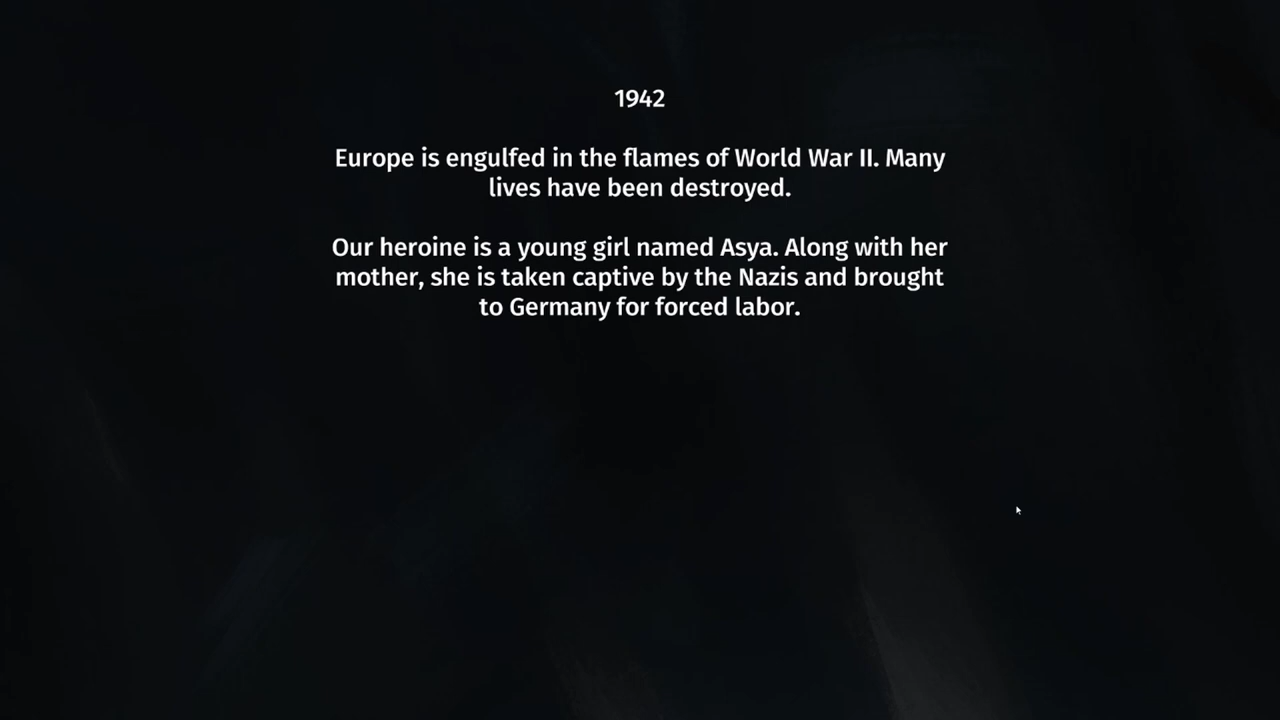 1942
Europe is engulfed in the flames of World War II. Many
lives have been destroyed.
Our heroine is a young girl named Asya. Along with her
mother, she is taken captive by the Nazis and brought
to Germany for forced labor.